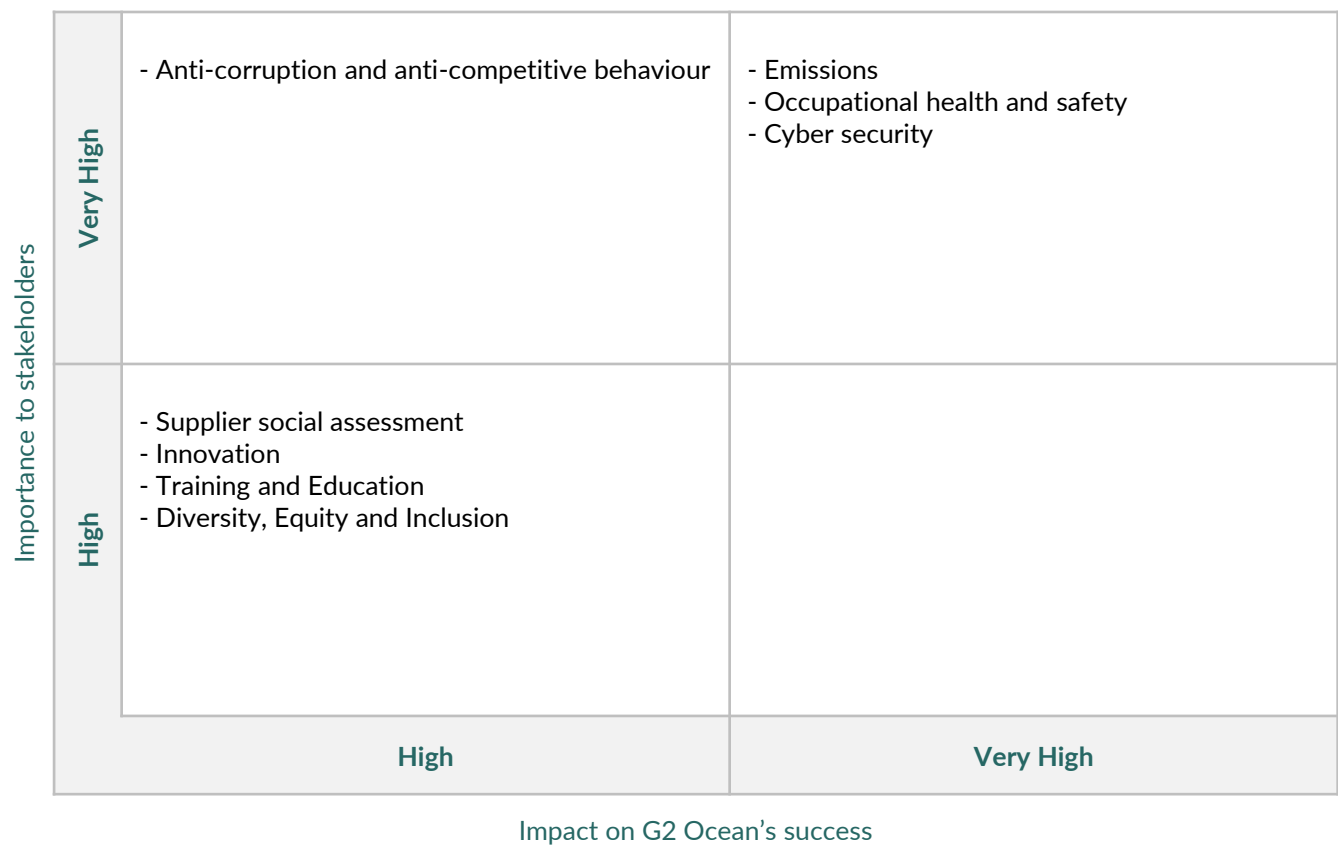 Importance to stakeholders
Very High
- Anti-corruption and anti-competitive behaviour
- Emissions
- Occupational health and safety
- Cyber security
High
- Supplier social assessment
- Innovation
- Training and Education
- Diversity, Equity and Inclusion
High
Very High
Impact on G2 Ocean’s success